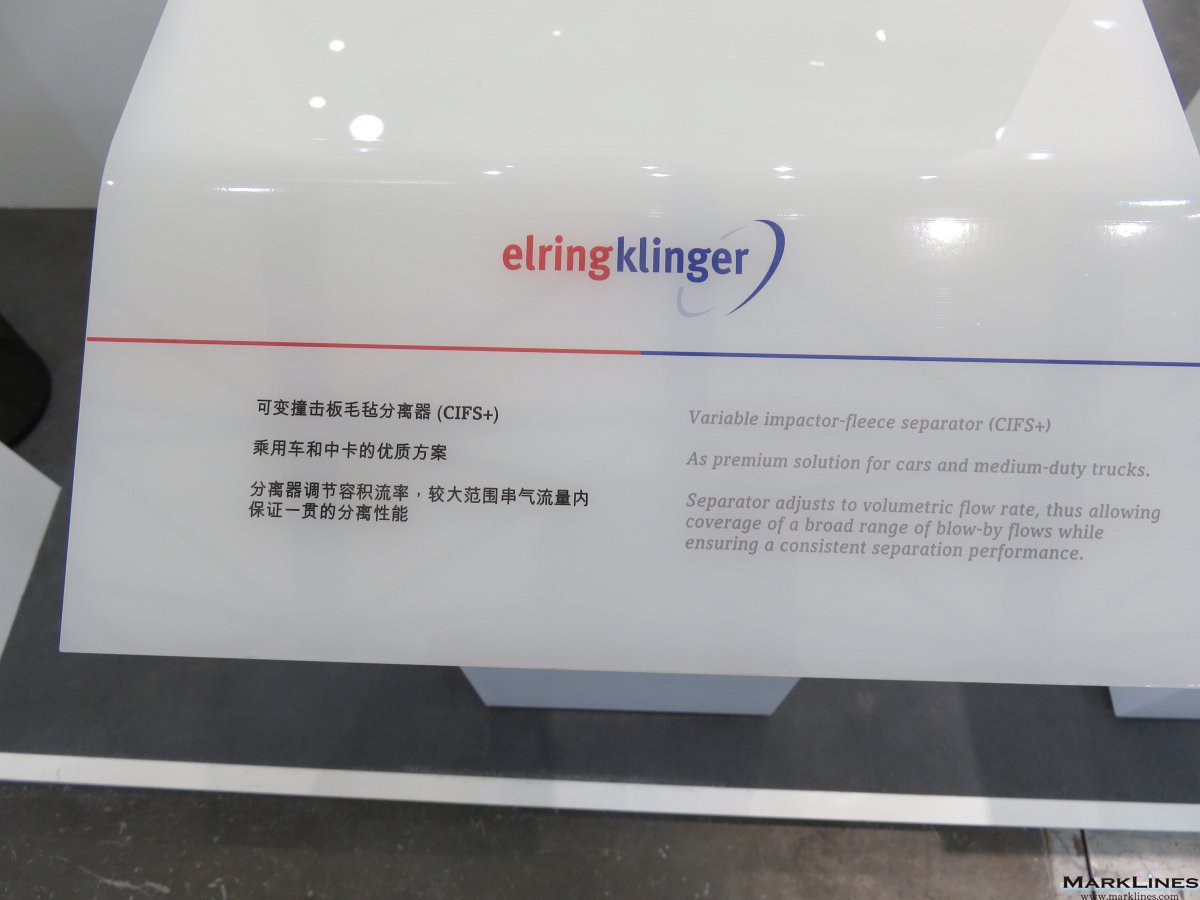 elringklinger
可变撞击板毛毡分离器 (CIFS+)
乘用车和中卡的优质方案
分离器调节容积流率，较大范围串气流量内
保证一贯的分离性能
Variable impactor-fleece separator (CIFS+)
As premium solution for cars and medium-duty trucks.
Separator adjusts to volumetric flow rate, thus allowing
coverage of a broad range of blow-by flows while
ensuring a consistent separation performance.
MARKLINES
www.marklines.com